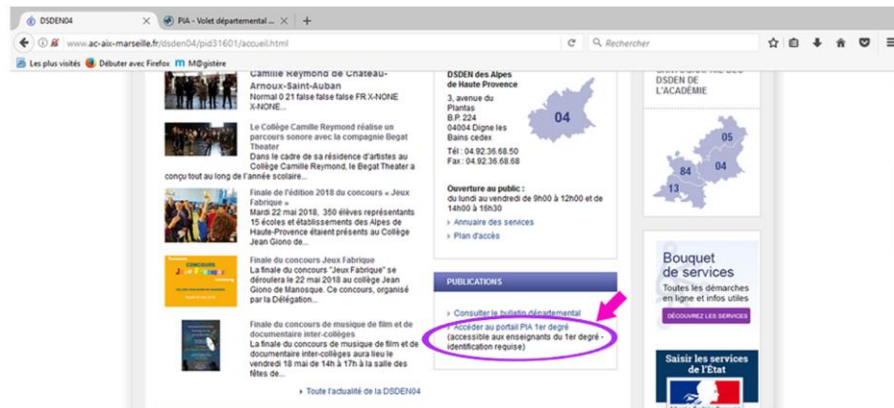 DSDEN04
PIA - Volet départemental ...
www.ac-aix-marseille.fr/dsden04/pid31601/accueil.html
Rechercher
Les plus visités
Débuter avec Firefox
M@gistère
Camille Reymond de Château-
Arnoux-Saint-Auban
Normal 0 21 false false false FR X-NONE
X-NONE...
Le Collège Camille Reymond réalise un
parcours sonore avec la compagnie Begat
Theater
Dans le cadre de sa résidence d'artistes au
Collège Camille Reymond, le Begat Theater a
conçu tout au long de l'année scolaire...
Finale de l'édition 2018 du concours « Jeux
Fabrique »
Mardi 22 mai 2018, 350 élèves représentants
15 écoles et établissements des Alpes de
Haute-Provence étaient présents au Collège
Jean Giono de...
CONCOURS
Finale du concours Jeux Fabrique
La finale du concours "Jeux Fabrique" se
déroulera le 22 mai 2018 au collège Jean
Giono de Manosque. Ce concours, organisé
par la Délégation...
Finale du concours de musique de film et de
documentaire inter-collèges
La finale du concours de musique de film et de
documentaire inter-collèges aura lieu le
vendredi 18 mai de 14h à 17h à la salle des
fêtes de...
Toute l'actualité de la DSDEN04
DSDEN des Alpes
de Haute Provence
3, avenue du
Plantas
B.P. 224
04004 Digne les
Bains cedex
Tél : 04.92.36.68.50
Fax : 04.92.36.68.68
04
Ouverture au public :
du lundi au vendredi de 9h00 à 12h00 et de
14h00 à 16h30
Annuaire des services
Plan d'accès
PUBLICATIONS
Consulter le bulletin départemental
Accéder au portail PIA 1er degré
(accessible aux enseignants du 1er degré -
identification requise)
DSDEN DE
L'ACADÉMIE
05
84
04
13
Bouquet
de services
Toutes les démarches
en ligne et infos utiles
DÉCOUVREZ LES SERVICES
Saisir les services
de l'État